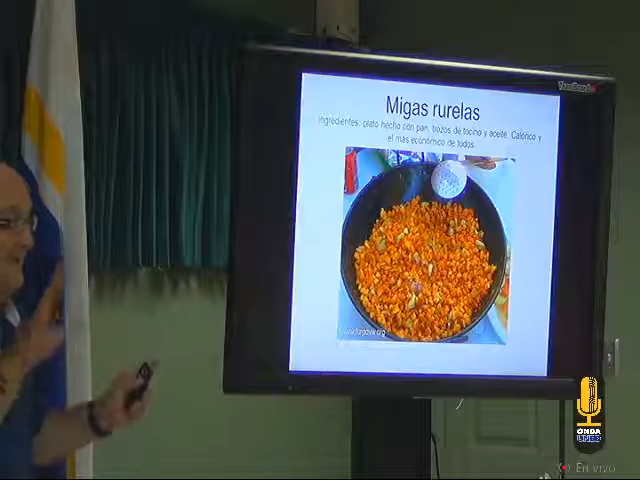 Migas rurelas
Ingredientes: plato hecho con pan, trozos de tocino y aceite. Calórico y
el más económico de todos.
ONDA
En vivo